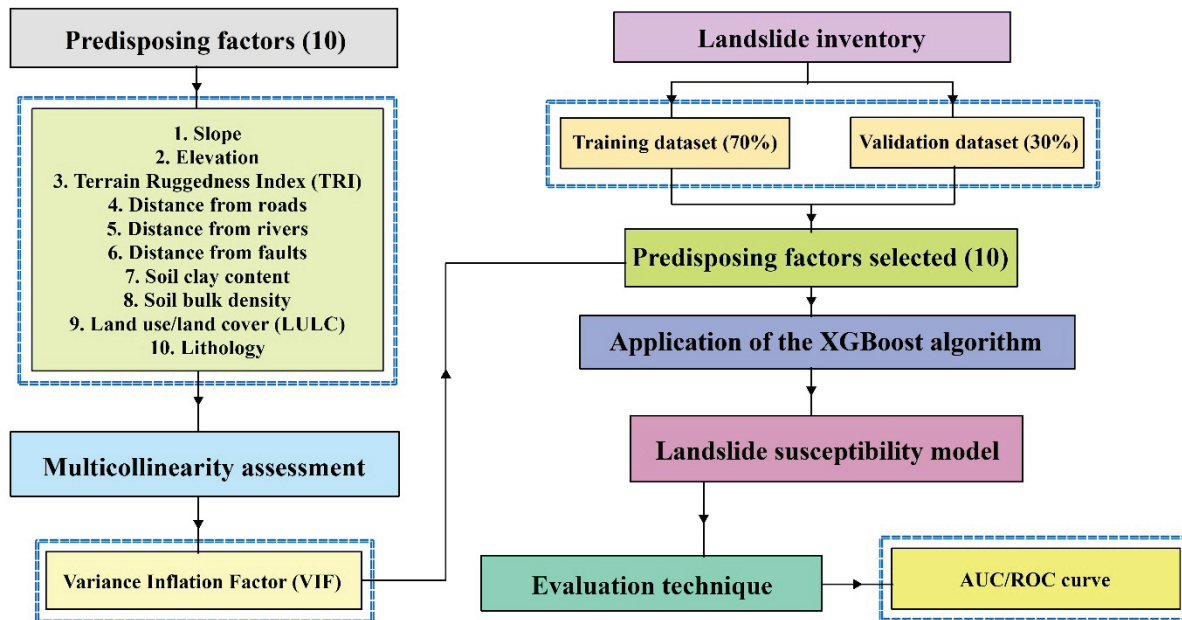 Predisposing factors (10)
1. Slope
2. Elevation
3. Terrain Ruggedness Index (TRI)
4. Distance from roads
5. Distance from rivers
6. Distance from faults
7. Soil clay content
8. Soil bulk density
9. Land use/land cover (LULC)
10. Lithology
Multicollinearity assessment
Variance Inflation Factor (VIF)
Landslide inventory
Training dataset (70%)
Validation dataset (30%)
Predisposing factors selected (10)
Application of the XGBoost algorithm
Landslide susceptibility model
Evaluation technique
AUC/ROC curve